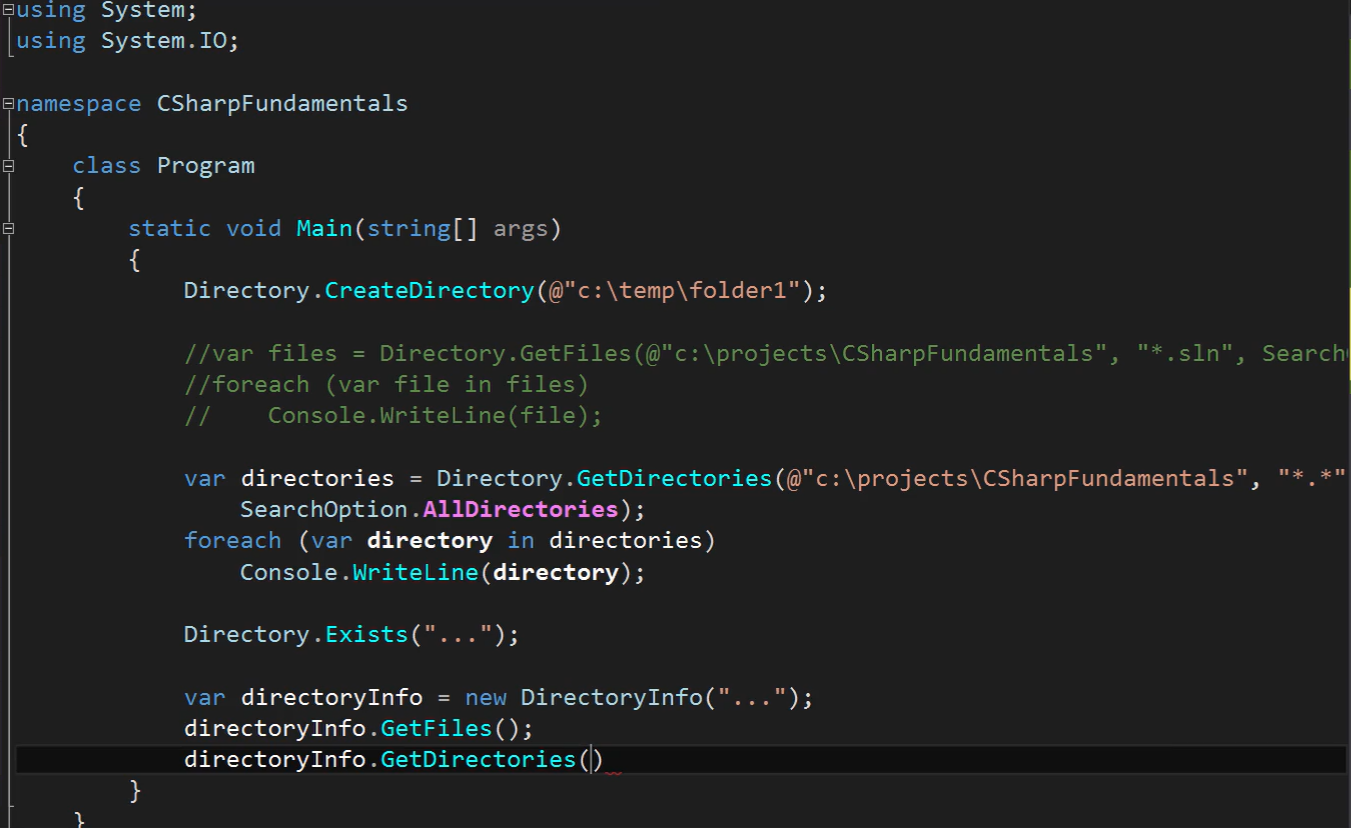 using System;
using System.IO;
namespace CSharpFundamentals
{
class Program
{
static void Main(string[] args)
{
Directory.CreateDirectory(@"c:\temp\folder1");
//var files = Directory.GetFiles(@"c:\projects\CSharpFundamentals", "*.sln", Search
//foreach (var file in files)
//    Console.WriteLine(file);
var directories = Directory.GetDirectories(@"c:\projects\CSharpFundamentals", "*.*"
SearchOption.AllDirectories);
foreach (var directory in directories)
Console.WriteLine(directory);
Directory.Exists("...");
var directoryInfo = new DirectoryInfo("...");
directoryInfo.GetFiles();
directoryInfo.GetDirectories()
}
}